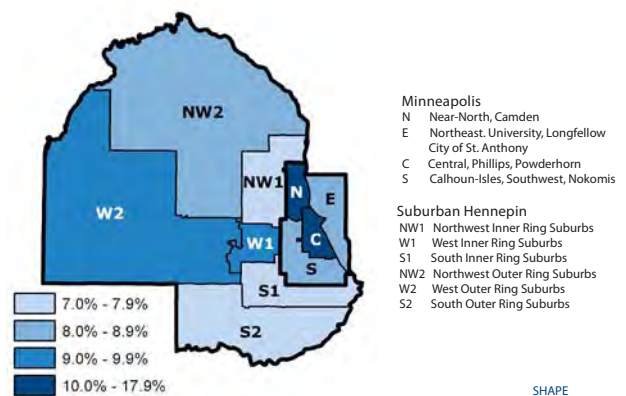 NW2
NW1
N
E
W2
W1
C
S
S1
S2
7.0% - 7.9%
8.0% - 8.9%
9.0% - 9.9%
10.0% - 17.9%
Minneapolis
N Near-North, Camden
E Northeast. University, Longfellow
City of St. Anthony
C Central, Phillips, Powderhorn
S Calhoun-Isles, Southwest, Nokomis
Suburban Hennepin
NW1 Northwest Inner Ring Suburbs
W1 West Inner Ring Suburbs
S1 South Inner Ring Suburbs
NW2 Northwest Outer Ring Suburbs
W2 West Outer Ring Suburbs
S2 South Outer Ring Suburbs
SHAPE